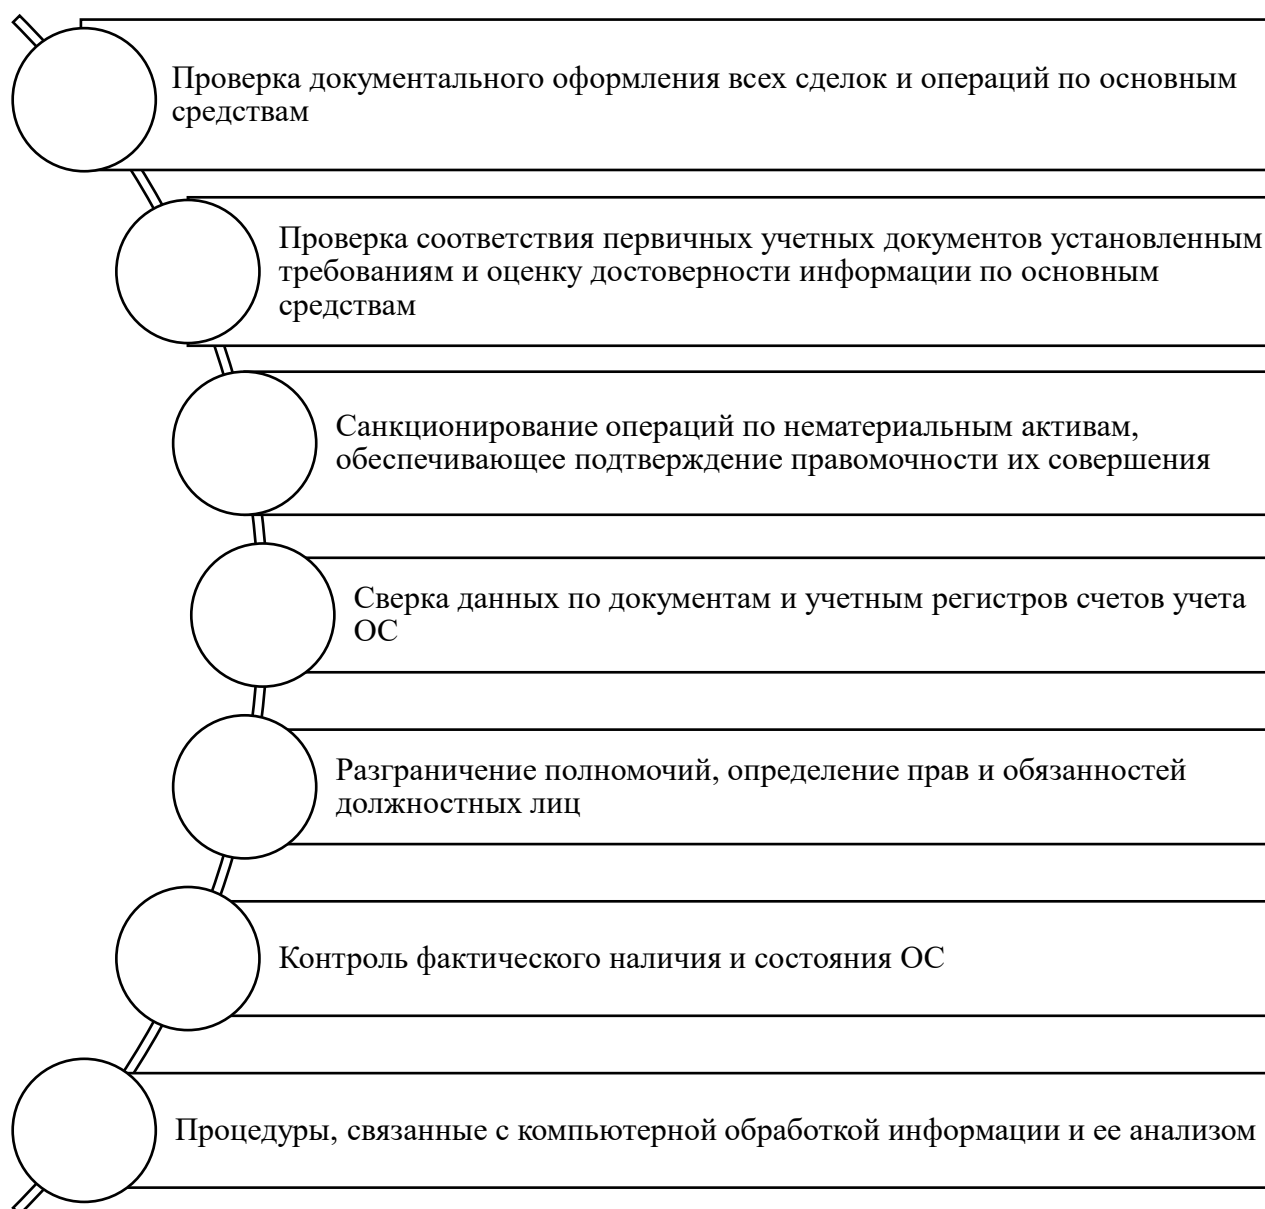 Проверка документального оформления всех сделок и операций по основным
средствам
Проверка соответствия первичных учетных документов установленным
требованиям и оценку достоверности информации по основным
средствам
Санкционирование операций по нематериальным активам,
обеспечивающее подтверждение правомочности их совершения
Сверка данных по документам и учетным регистров счетов учета
ОС
Разграничение полномочий, определение прав и обязанностей
должностных лиц
Контроль фактического наличия и состояния ОС
Процедуры, связанные с компьютерной обработкой информации и ее анализом